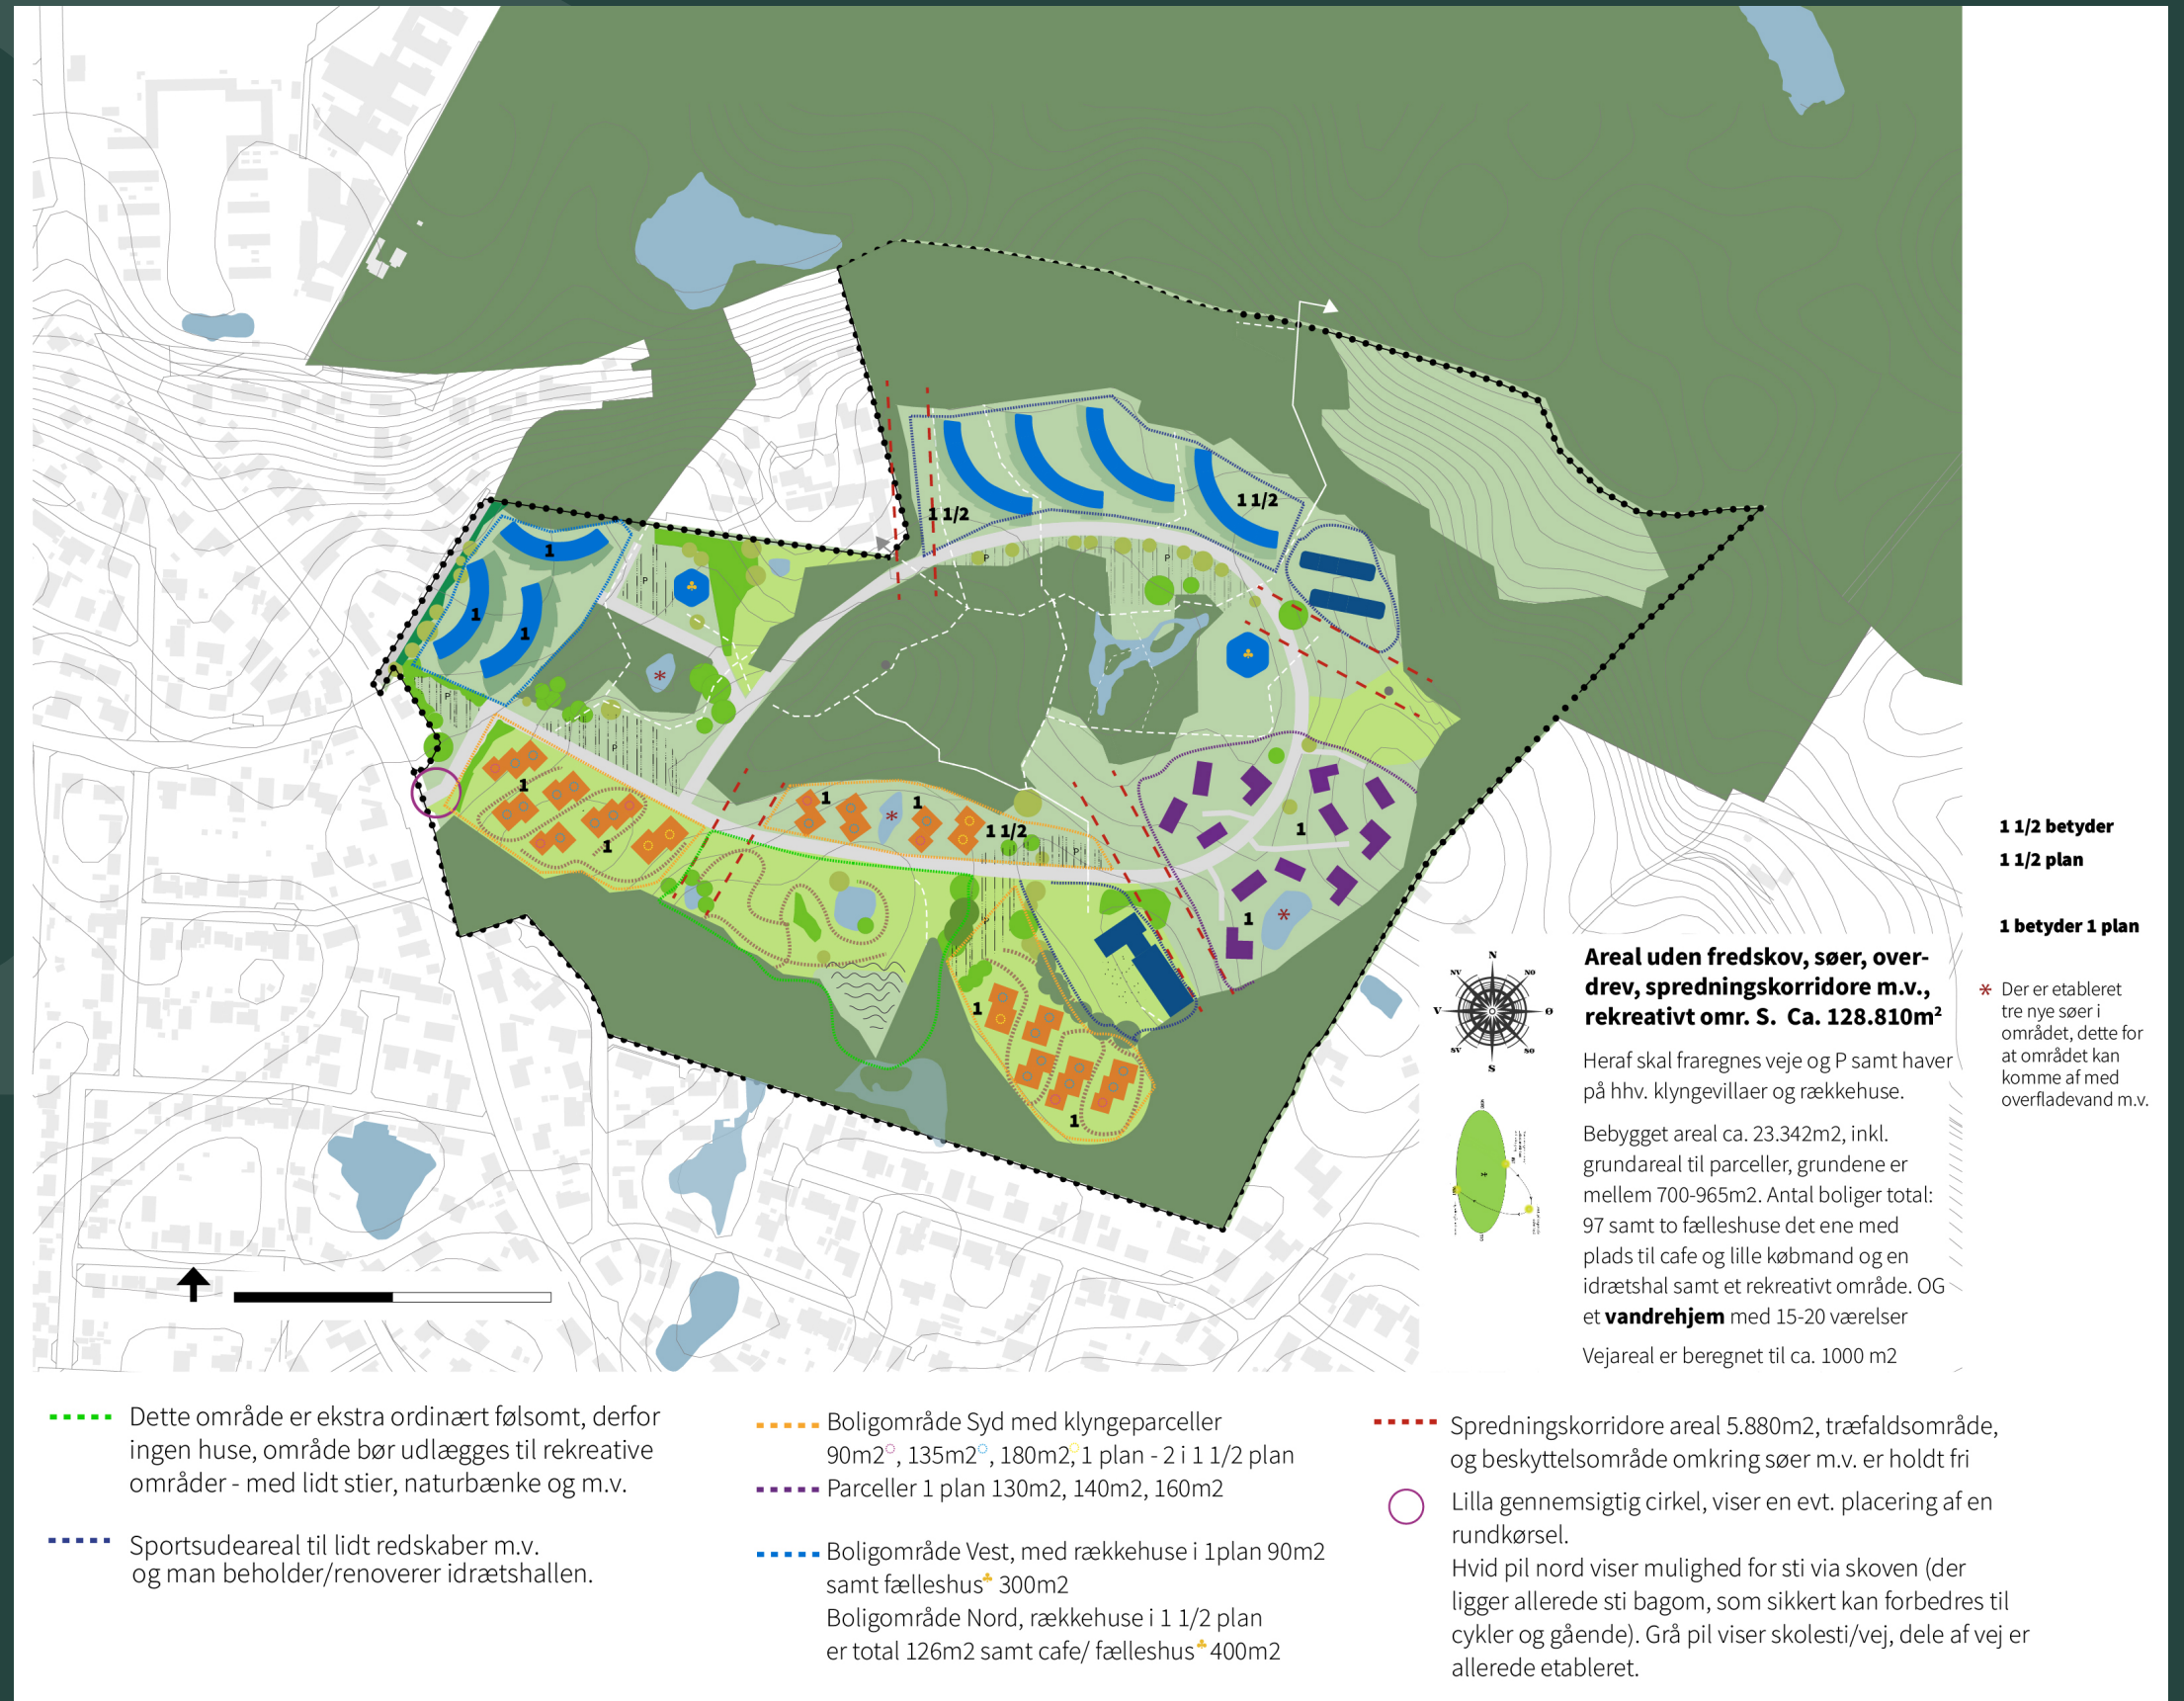 1 1/2
1 1/2
1
1
1
P
P
P
P
P
1
1
1
1
1 1/2
P
P
1
1
1
1
1 1/2 betyder
1 1/2 plan
1 betyder 1 plan
* Der er etableret
tre nye søer i
området, dette for
at området kan
komme af med
overfladevand m.v.
N
NV
NO
V
Ø
SV
SO
S
Areal uden fredskov, søer, over-
drev, spredningskorridore m.v.,
rekreativt omr. S. Ca. 128.810m²
Heraf skal fraregnes veje og P samt haver
på hhv. klyngevillaer og rækkehuse.
Bebygget areal ca. 23.342m2, inkl.
grundareal til parceller, grundene er
mellem 700-965m2. Antal boliger total:
97 samt to fælleshuse det ene med
plads til cafe og lille købmand og en
idrætshal samt et rekreativt område. OG
et vandrehjem med 15-20 værelser
Vejareal er beregnet til ca. 1000 m2
Dette område er ekstra ordinært følsomt, derfor
ingen huse, område bør udlægges til rekreative
områder - med lidt stier, naturbænke og m.v.
Sportsudeareal til lidt redskaber m.v.
og man beholder/renoverer idrætshallen.
Boligområde Syd med klyngeparceller
90m2, 135m2, 180m2, 1 plan - 2 i 1 1/2 plan
Parceller 1 plan 130m2, 140m2, 160m2
Boligområde Vest, med rækkehuse i 1plan 90m2
samt fælleshus 300m2
Boligområde Nord, rækkehuse i 1 1/2 plan
er total 126m2 samt cafe/ fælleshus 400m2
Spredningskorridore areal 5.880m2, træfaldsområde,
og beskyttelsområde omkring søer m.v. er holdt fri
Lilla gennemsigtig cirkel, viser en evt. placering af en
rundkørsel.
Hvid pil nord viser mulighed for sti via skoven (der
ligger allerede sti bagom, som sikkert kan forbedres til
cykler og gående). Grå pil viser skolesti/vej, dele af vej er
allerede etableret.